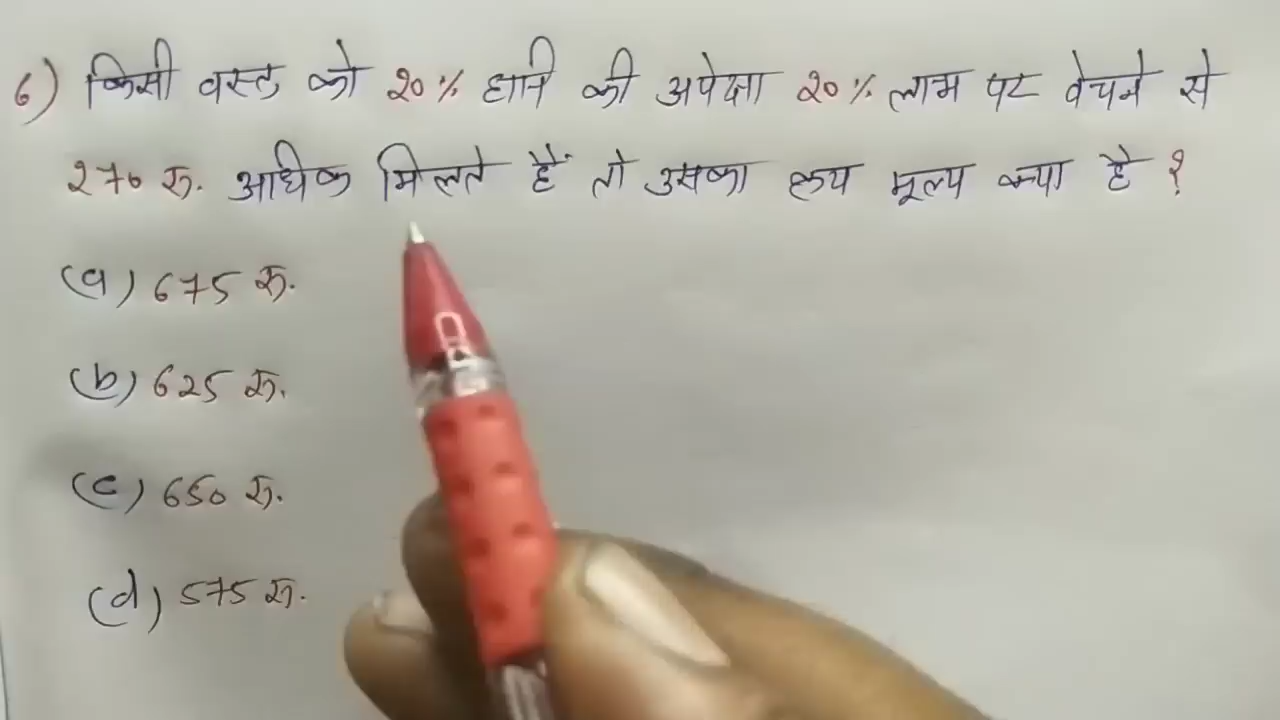 6) किसी वस्तु को 20% हानि की अपेक्षा 20% लाभ पर बेचने से
270 रु. अधिक मिलते हैं तो उसका क्रय मूल्य क्या है ?
(a) 675 रु.
(b) 625 रु.
(c) 650 रु.
(d) 575 रु.